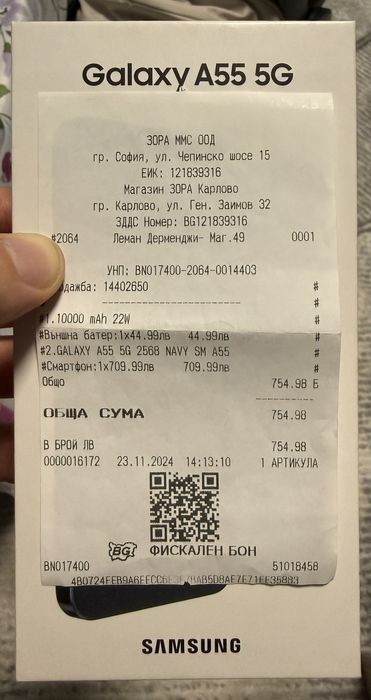 Galaxy A55 5G
ЗОРА ММС ООД
гр. София, ул. Чепинско шосе 15
ЕИК: 121839316
Магазин ЗОРА Карлово
гр. Карлово, ул. Ген. Заимов 32
ЗДДС Номер: BG121839316
#2064 Леман Дерменджи- Маг.49 0001
УНП: BN017400-2064-0014403
одажба: 14402650 #
------------------------- #
#1.10000 mAh 22W #
#Външна батер:1x44.99лв 44.99лв #
#2.GALAXY A55 5G 256B NAVY SM A55 #
#Смартфон:1x709.99лв 709.99лв #
Общо 754.98 Б
----------
ОБЩА СУМА 754.98
В БРОЙ ЛВ 754.98
0000016172 23.11.2024 14:13:10 1 АРТИКУЛА
BG ФИСКАЛЕН БОН
BN017400 51018458
SAMSUNG